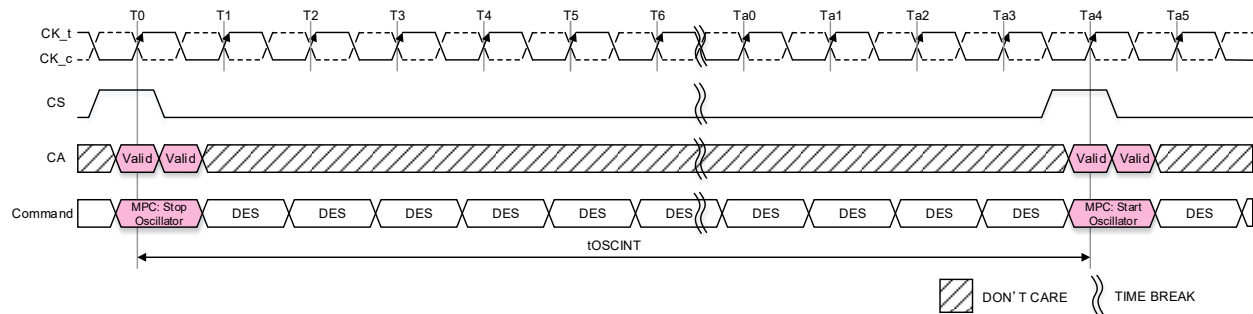 T0 T1 T2 T3 T4 T5 T6 Ta0 Ta1 Ta2 Ta2 Ta3 Ta4 Ta5
CK_t
CK_c
CS
CA Valid Valid Valid Valid
Command MPC: Stop Oscillator DES DES DES DES DES DES DES DES DES DES MPC: Start Oscillator DES
tOSCINT
DON'T CARE TIME BREAK